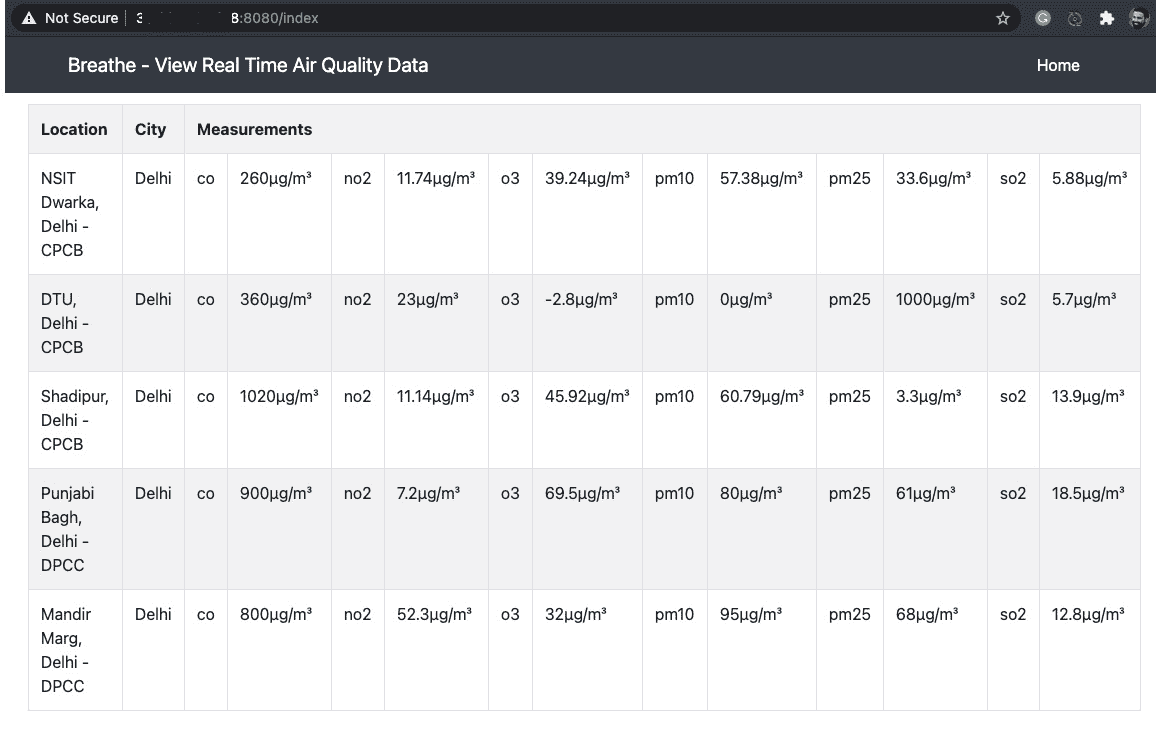 Not Secure 3 8:8080/index
Breathe - View Real Time Air Quality Data Home
Location City Measurements
NSIT Delhi co 260µg/m³ no2 11.74µg/m³ o3 39.24µg/m³ pm10 57.38µg/m³ pm25 33.6µg/m³ so2 5.88µg/m³
Dwarka,
Delhi -
CPCB
DTU, Delhi co 360µg/m³ no2 23µg/m³ o3 -2.8µg/m³ pm10 0µg/m³ pm25 1000µg/m³ so2 5.7µg/m³
Delhi -
CPCB
Shadipur, Delhi co 1020µg/m³ no2 11.14µg/m³ o3 45.92µg/m³ pm10 60.79µg/m³ pm25 3.3µg/m³ so2 13.9µg/m³
Delhi -
CPCB
Punjabi Delhi co 900µg/m³ no2 7.2µg/m³ o3 69.5µg/m³ pm10 80µg/m³ pm25 61µg/m³ so2 18.5µg/m³
Bagh,
Delhi -
DPCC
Mandir Delhi co 800µg/m³ no2 52.3µg/m³ o3 32µg/m³ pm10 95µg/m³ pm25 68µg/m³ so2 12.8µg/m³
Marg,
Delhi -
DPCC